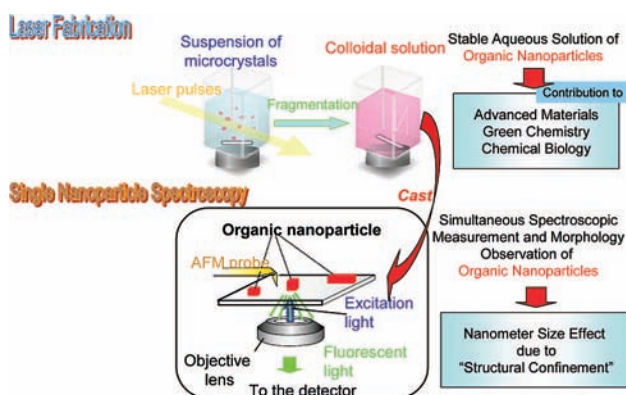 Laser Fabrication
Suspension of
microcrystals
Colloidal solution
Laser pulses
Fragmentation
Stable Aqueous Solution of
Organic Nanoparticles
Contribution to
Advanced Materials
Green Chemistry
Chemical Biology
Single Nanoparticle Spectroscopy
Cast
Organic nanoparticle
AFM probe
Excitation
light
Objective
lens
Fluorescent
light
To the detector
Simultaneous Spectroscopic
Measurement and Morphology
Observation of
Organic Nanoparticles
Nanometer Size Effect
due to
“Structural Confinement”